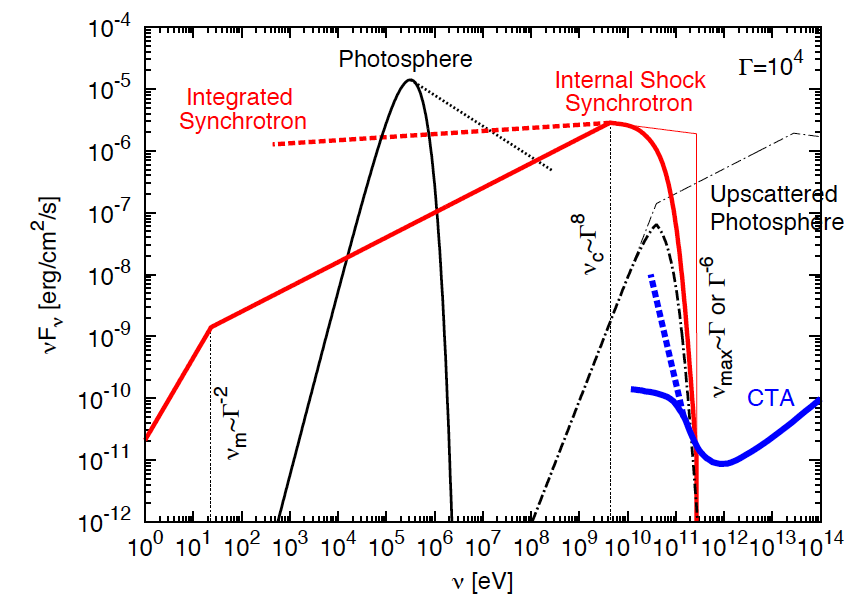 10^-4
10^-5
10^-6
10^-7
10^-8
10^-9
10^-10
10^-11
10^-12
νF_ν [erg/cm^2/s]
Photosphere
Γ=10^4
Integrated
Synchrotron
Internal Shock
Synchrotron
Upscattered
Photosphere
ν_c~Γ^8
ν_max~Γ or Γ^-6
ν_m~Γ^-2
CTA
10^0 10^1 10^2 10^3 10^4 10^5 10^6 10^7 10^8 10^9 10^10 10^11 10^12 10^13 10^14
ν [eV]